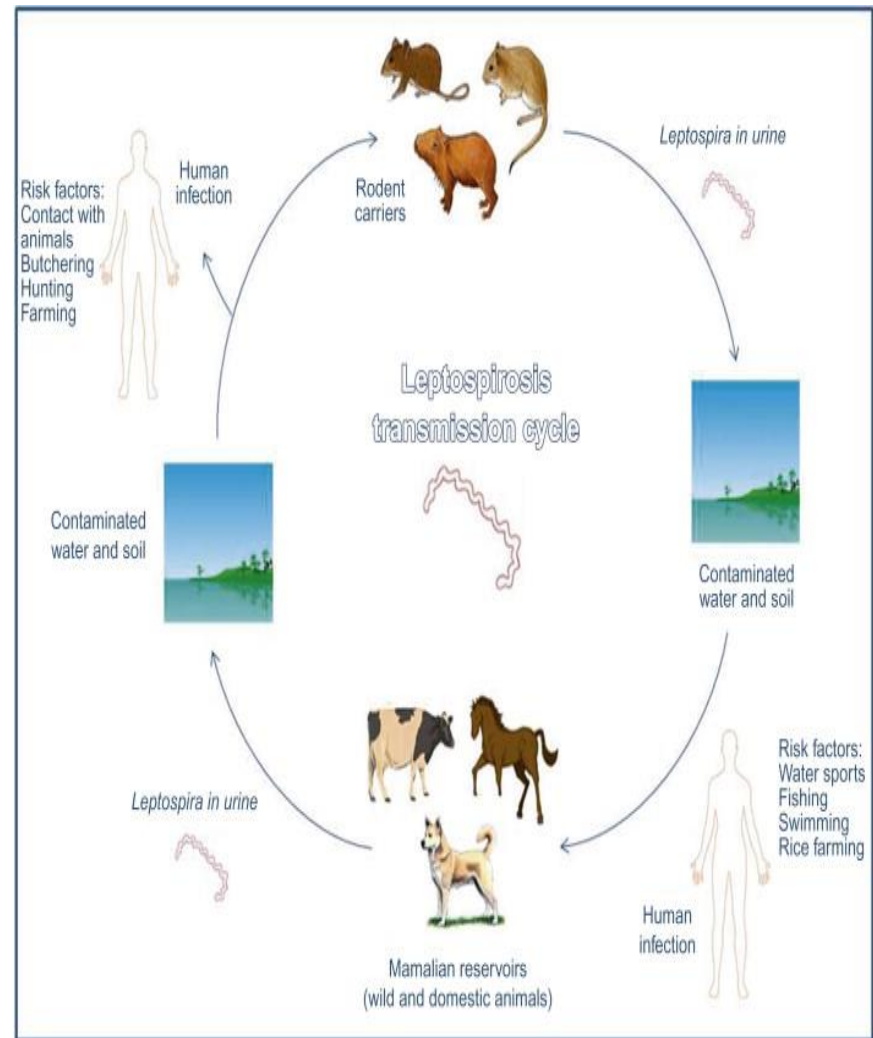 Leptospira in urine
Rodent
carriers
Human
infection
Risk factors:
Contact with
animals
Butchering
Hunting
Farming
Leptospirosis
transmission cycle
Contaminated
water and soil
Contaminated
water and soil
Risk factors:
Water sports
Fishing
Swimming
Rice farming
Leptospira in urine
Human
infection
Mamalian reservoirs
(wild and domestic animals)